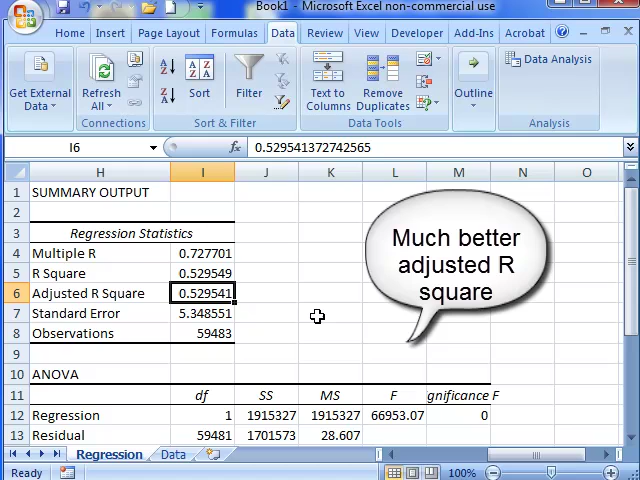 Book1 - Microsoft Excel non-commercial use
Home Insert Page Layout Formulas Data Review View Developer Add-Ins Acrobat
Get External Data
Refresh All
Sort
Filter
Text to Columns
Remove Duplicates
Outline
Data Analysis
Connections Sort & Filter Data Tools Analysis
I6 fx 0.529541372742565
H I J K L M N O
1 SUMMARY OUTPUT
2
3 Regression Statistics
4 Multiple R 0.727701
5 R Square 0.529549
6 Adjusted R Square 0.529541
7 Standard Error 5.348551
8 Observations 59483
9
10 ANOVA
11 df SS MS F gnificance F
12 Regression 1 1915327 1915327 66953.07 0
13 Residual 59481 1701573 28.607
Much better
adjusted R
square
Regression Data
Ready 100%